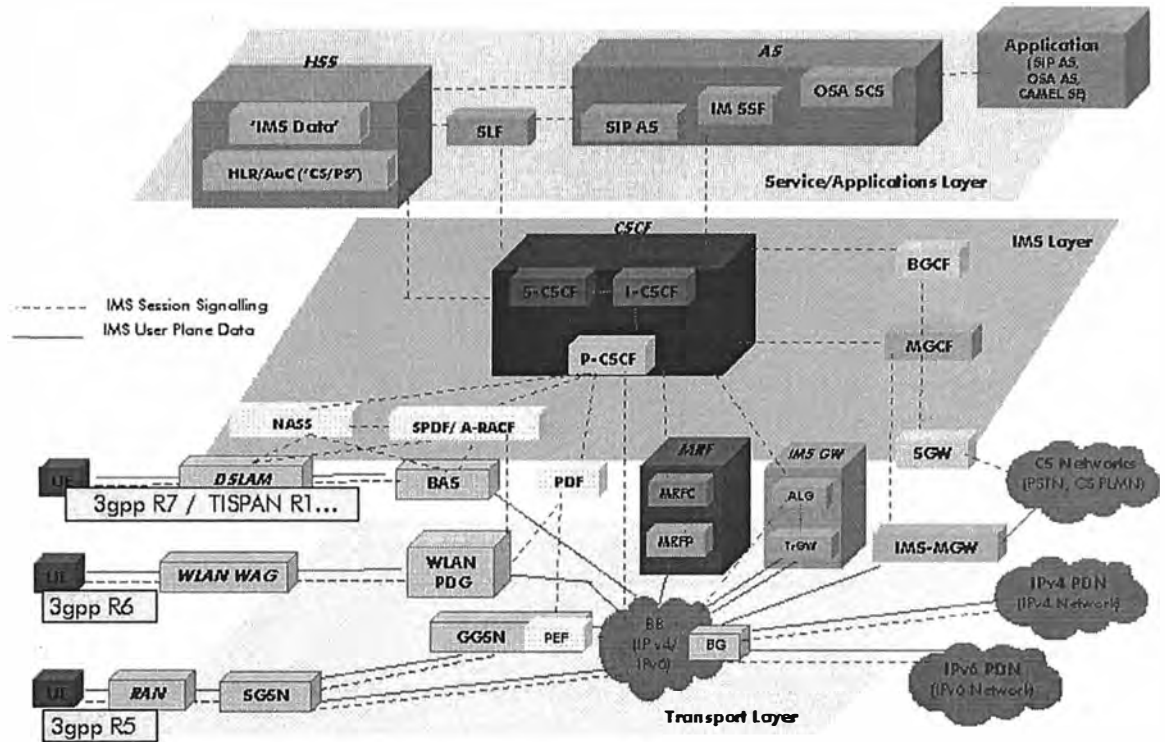 HSS
'IMS Data'
HLR/AuC ('CS/PS')
SLF
AS
SIP AS
IM SSF
OSA SCS
Application
(SIP AS,
OSA AS,
CAMEL SE)
Service/Applications Layer
CSCF
S-CSCF
I-CSCF
P-CSCF
IMS Layer
BGCF
MGCF
SGW
IMS Session Signalling
IMS User Plane Data
NASS
SPDF/ A-RACF
UE
DSLAM
BAS
3gpp R7 / TISPAN R1...
PDF
MRF
MRFC
MRFP
IMS GW
ALG
TrGW
IMS-MGW
CS Networks
(PSTN, CS PLMN)
UE
WLAN WAG
WLAN
PDG
3gpp R6
GGSN
PEF
BB
(IPv4/
IPv6)
BG
IPv4 PDN
(IPv4 Network)
IPv6 PDN
(IPv6 Network)
UE
RAN
SGSN
3gpp R5
Transport Layer